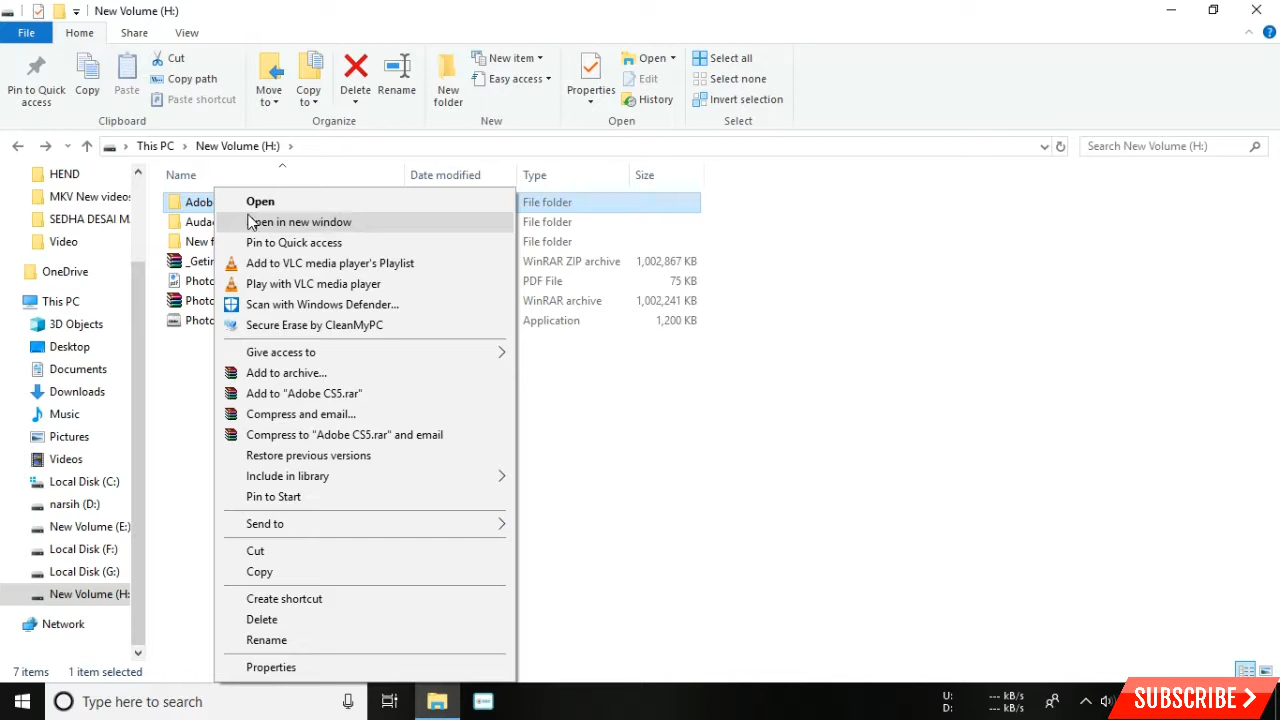 New Volume (H:)
File
Home
Share
View
Pin to Quick access
Copy
Paste
Cut
Copy path
Paste shortcut
Clipboard
Move to
Copy to
Delete
Rename
Organize
New folder
New item
Easy access
New
Properties
Open
Edit
History
Open
Select all
Select none
Invert selection
Select
This PC > New Volume (H:) >
Search New Volume (H:)
HEND
MKV New videos
SEDHA DESAI M
Video
OneDrive
This PC
3D Objects
Desktop
Documents
Downloads
Music
Pictures
Videos
Local Disk (C:)
narsih (D:)
New Volume (E:)
Local Disk (F:)
Local Disk (G:)
New Volume (H:
Network
Name Date modified Type Size
Adob File folder
Audac File folder
New f File folder
_Getin WinRAR ZIP archive 1,002,867 KB
Photo PDF File 75 KB
Photo WinRAR archive 1,002,241 KB
Photo Application 1,200 KB
Open
Open in new window
Pin to Quick access
Add to VLC media player's Playlist
Play with VLC media player
Scan with Windows Defender...
Secure Erase by CleanMyPC
Give access to
Add to archive...
Add to "Adobe CS5.rar"
Compress and email...
Compress to "Adobe CS5.rar" and email
Restore previous versions
Include in library
Pin to Start
Send to
Cut
Copy
Create shortcut
Delete
Rename
Properties
7 items 1 item selected
Type here to search
U: --- kB/s
D: --- kB/s
SUBSCRIBE